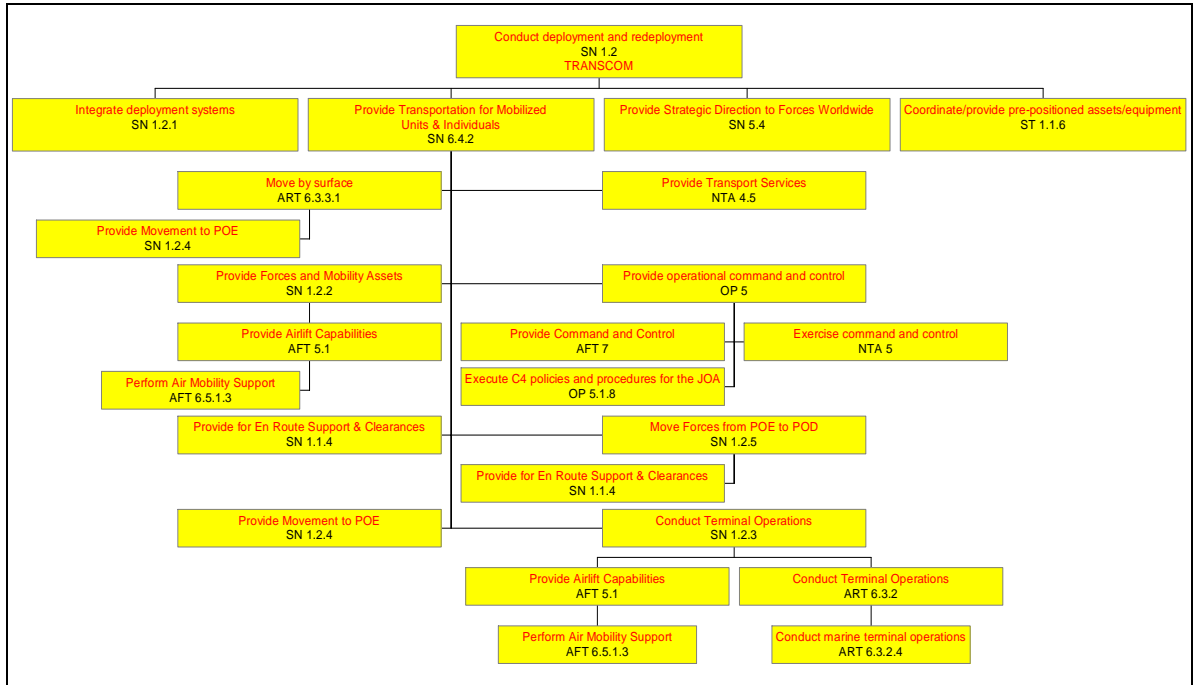 Conduct deployment and redeployment
SN 1.2
TRANSCOM
Integrate deployment systems
SN 1.2.1
Provide Transportation for Mobilized
Units & Individuals
SN 6.4.2
Provide Strategic Direction to Forces Worldwide
SN 5.4
Coordinate/provide pre-positioned assets/equipment
ST 1.1.6
Move by surface
ART 6.3.3.1
Provide Transport Services
NTA 4.5
Provide Movement to POE
SN 1.2.4
Provide Forces and Mobility Assets
SN 1.2.2
Provide operational command and control
OP 5
Provide Airlift Capabilities
AFT 5.1
Provide Command and Control
AFT 7
Exercise command and control
NTA 5
Perform Air Mobility Support
AFT 6.5.1.3
Execute C4 policies and procedures for the JOA
OP 5.1.8
Provide for En Route Support & Clearances
SN 1.1.4
Move Forces from POE to POD
SN 1.2.5
Provide for En Route Support & Clearances
SN 1.1.4
Provide Movement to POE
SN 1.2.4
Conduct Terminal Operations
SN 1.2.3
Provide Airlift Capabilities
AFT 5.1
Conduct Terminal Operations
ART 6.3.2
Perform Air Mobility Support
AFT 6.5.1.3
Conduct marine terminal operations
ART 6.3.2.4